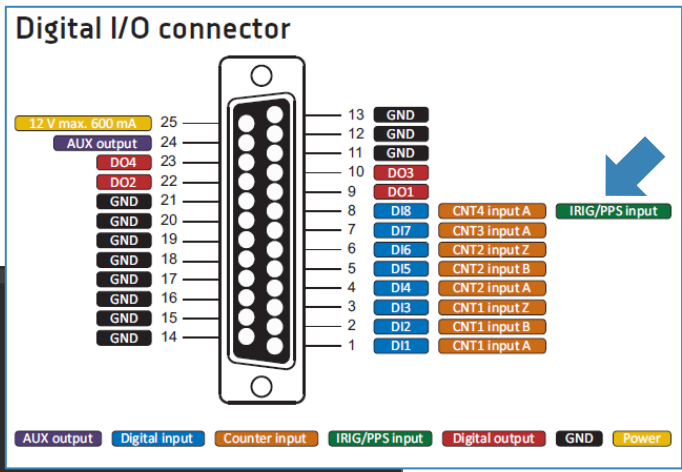 Digital I/O connector
12 V max. 600 mA 25
AUX output 24
DO4 23
DO2 22
GND 21
GND 20
GND 19
GND 18
GND 17
GND 16
GND 15
GND 14
13 GND
12 GND
11 GND
10 DO3
9 DO1
8 DI8 CNT4 input A IRIG/PPS input
7 DI7 CNT3 input A
6 DI6 CNT2 input Z
5 DI5 CNT2 input B
4 DI4 CNT2 input A
3 DI3 CNT1 input Z
2 DI2 CNT1 input B
1 DI1 CNT1 input A
AUX output Digital input Counter input IRIG/PPS input Digital output GND Power